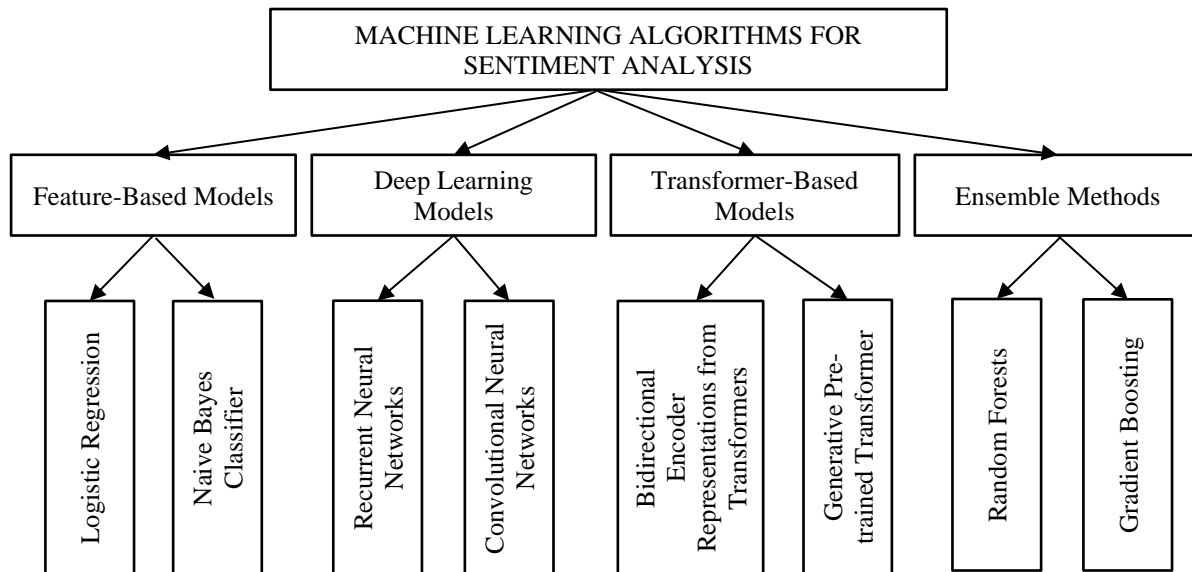 MACHINE LEARNING ALGORITHMS FOR
SENTIMENT ANALYSIS
Feature-Based Models
Deep Learning
Models
Transformer-Based
Models
Ensemble Methods
Logistic Regression
Naive Bayes
Classifier
Recurrent Neural
Networks
Convolutional Neural
Networks
Bidirectional
Encoder
Representations from
Transformers
Generative Pre-
trained Transformer
Random Forests
Gradient Boosting